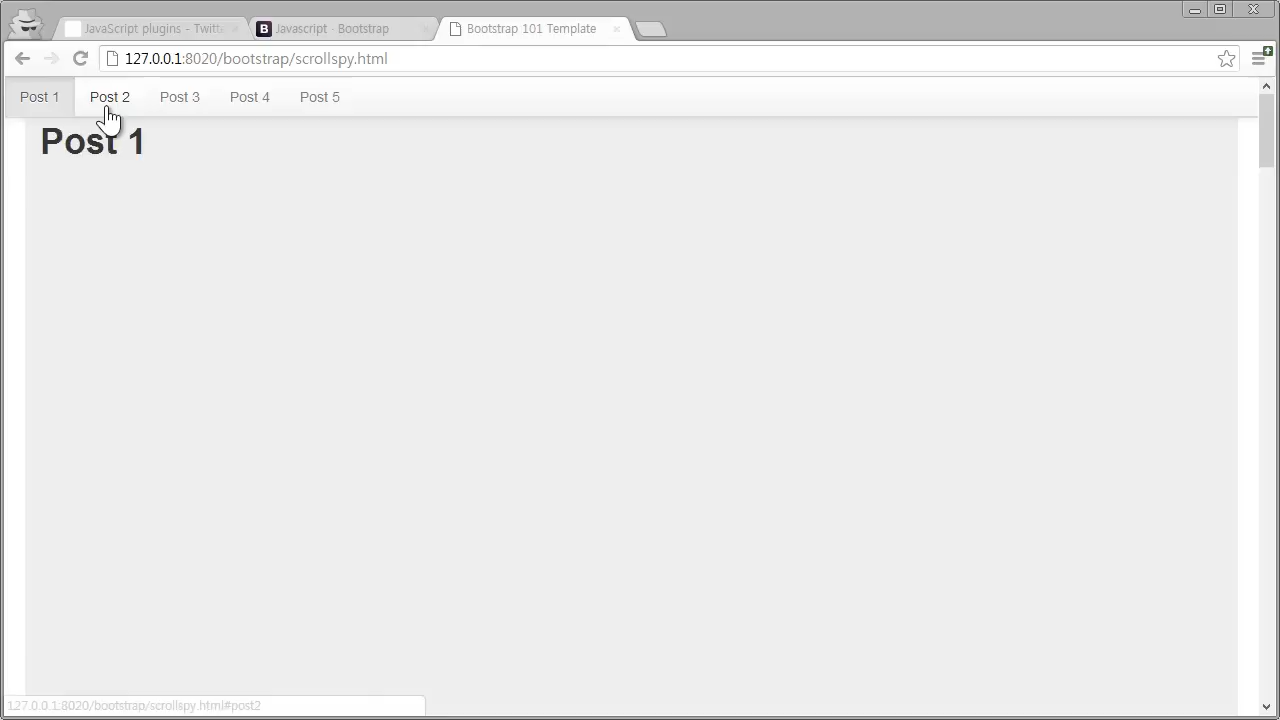 JavaScript plugins - Twitte
B Javascript · Bootstrap
Bootstrap 101 Template
127.0.0.1:8020/bootstrap/scrollspy.html
Post 1 Post 2 Post 3 Post 4 Post 5
Post 1
127.0.0.1:8020/bootstrap/scrollspy.html#post2